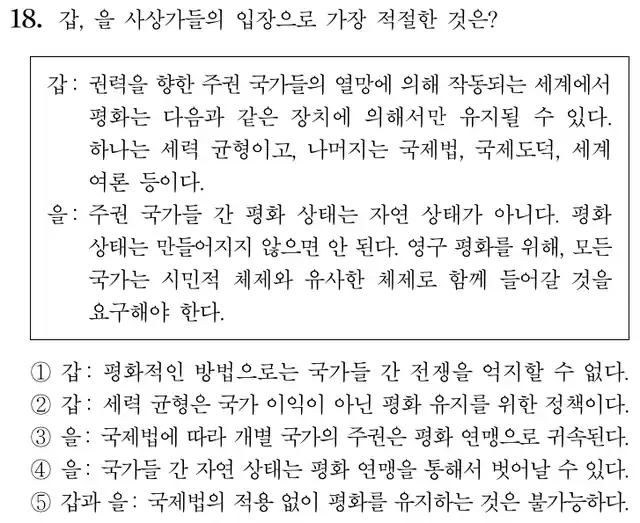 18. 갑, 을 사상가들의 입장으로 가장 적절한 것은?
갑: 권력을 향한 주권 국가들의 열망에 의해 작동되는 세계에서
평화는 다음과 같은 장치에 의해서만 유지될 수 있다.
하나는 세력 균형이고, 나머지는 국제법, 국제도덕, 세계
여론 등이다.
을: 주권 국가들 간 평화 상태는 자연 상태가 아니다. 평화
상태는 만들어지지 않으면 안 된다. 영구 평화를 위해, 모든
국가는 시민적 체제와 유사한 체제로 함께 들어갈 것을
요구해야 한다.
① 갑: 평화적인 방법으로는 국가들 간 전쟁을 억지할 수 없다.
② 갑: 세력 균형은 국가 이익이 아닌 평화 유지를 위한 정책이다.
③ 을: 국제법에 따라 개별 국가의 주권은 평화 연맹으로 귀속된다.
④ 을: 국가들 간 자연 상태는 평화 연맹을 통해서 벗어날 수 있다.
⑤ 갑과 을: 국제법의 적용 없이 평화를 유지하는 것은 불가능하다.